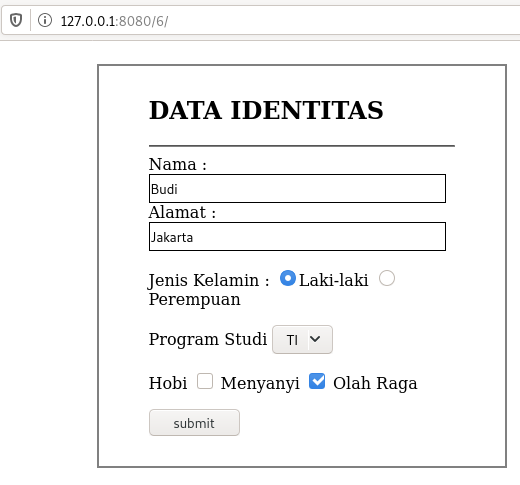 127.0.0.1:8080/6/
DATA IDENTITAS
Nama :
Budi
Alamat :
Jakarta
Jenis Kelamin : Laki-laki
Perempuan
Program Studi TI
Hobi Menyanyi Olah Raga
submit